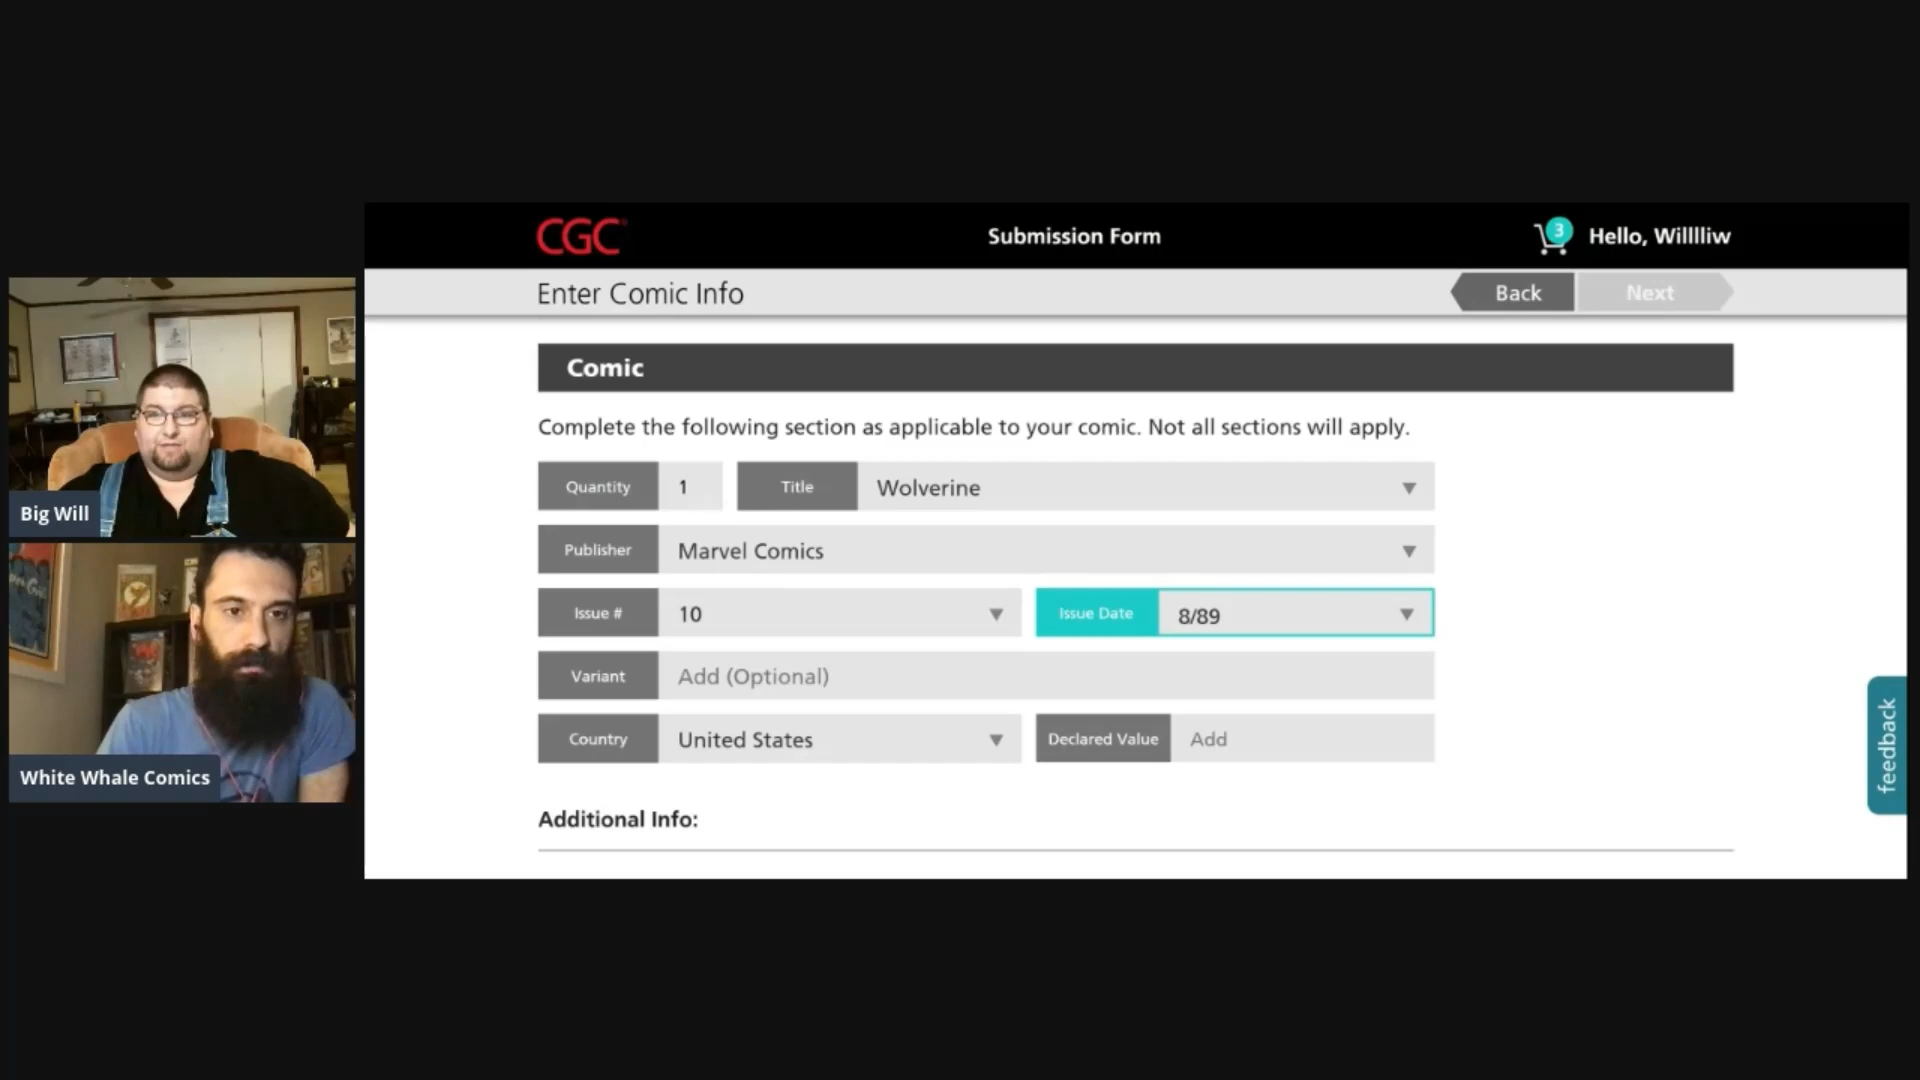 CGC
Submission Form
3
Hello, Willlliw
Enter Comic Info
Back
Next
Comic
Complete the following section as applicable to your comic. Not all sections will apply.
Quantity 1 Title Wolverine
Publisher Marvel Comics
Issue # 10 Issue Date 8/89
Variant Add (Optional)
Country United States Declared Value Add
Additional Info:
feedback
Big Will
White Whale Comics